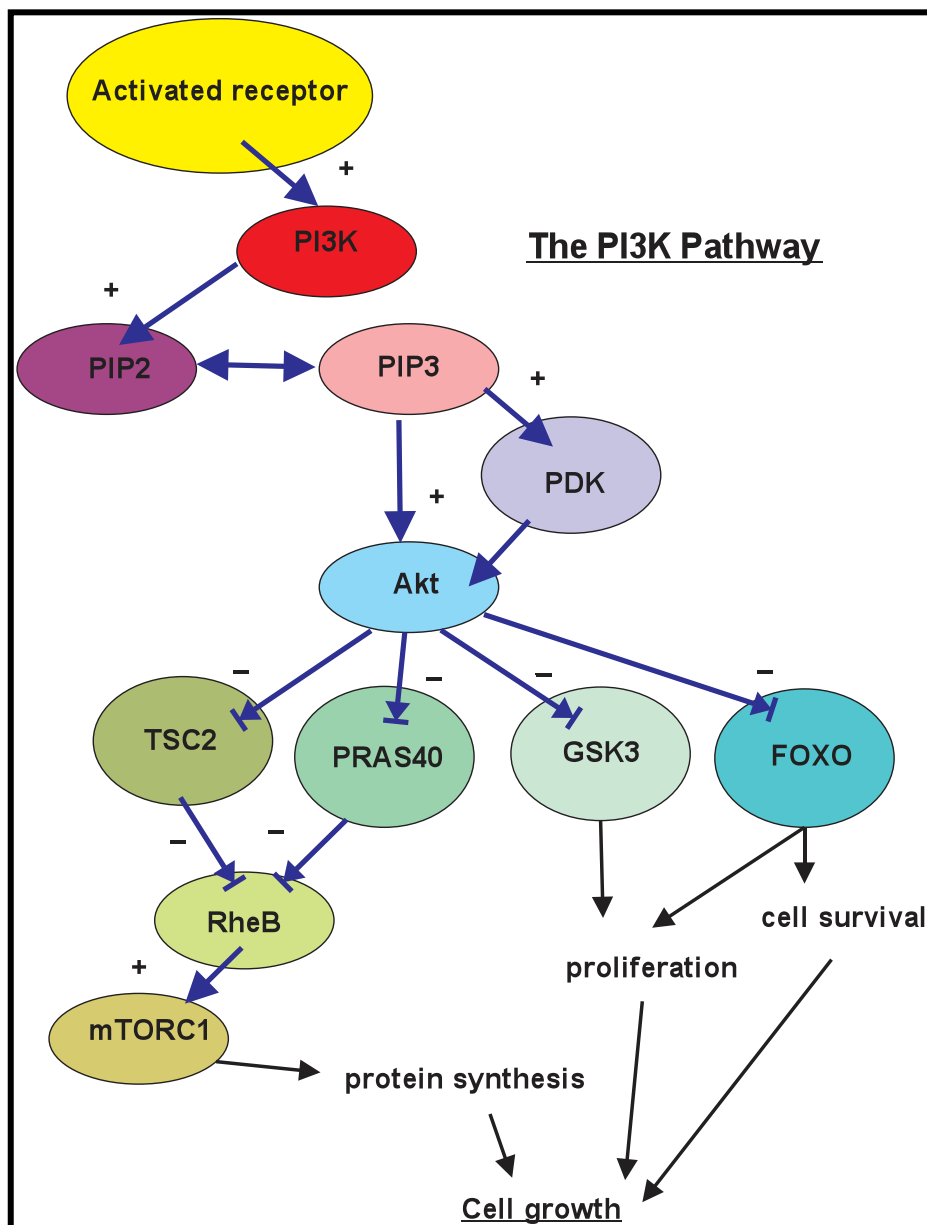 Activated receptor
+
PI3K
The PI3K Pathway
+
PIP2
PIP3
+
PDK
+
Akt
–
–
–
–
TSC2
PRAS40
GSK3
FOXO
–
–
RheB
cell survival
+
proliferation
mTORC1
protein synthesis
Cell growth